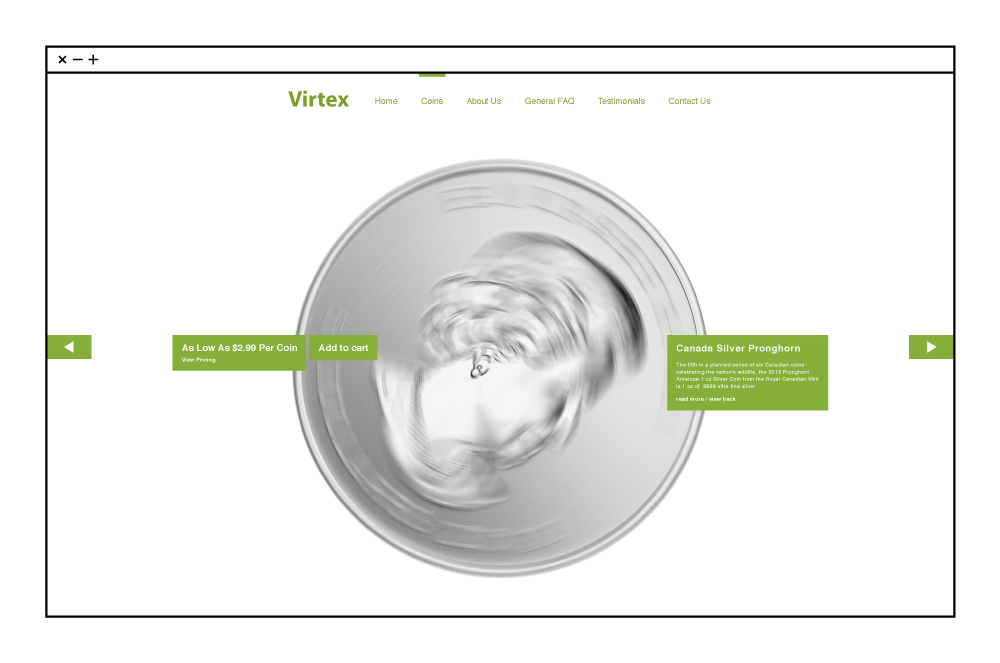 Virtex
Home Coins About Us General FAQ Testimonials Contact Us
As Low As $2.99 Per Coin
View Pricing
Add to cart
Canada Silver Pronghorn
The fifth in a planned series of six Canadian coins
celebrating the nation's wildlife, the 2013 Pronghorn
Antelope 1 oz Silver Coin from the Royal Canadian Mint
is 1 oz of .9999 ultra fine silver.
read more / view back